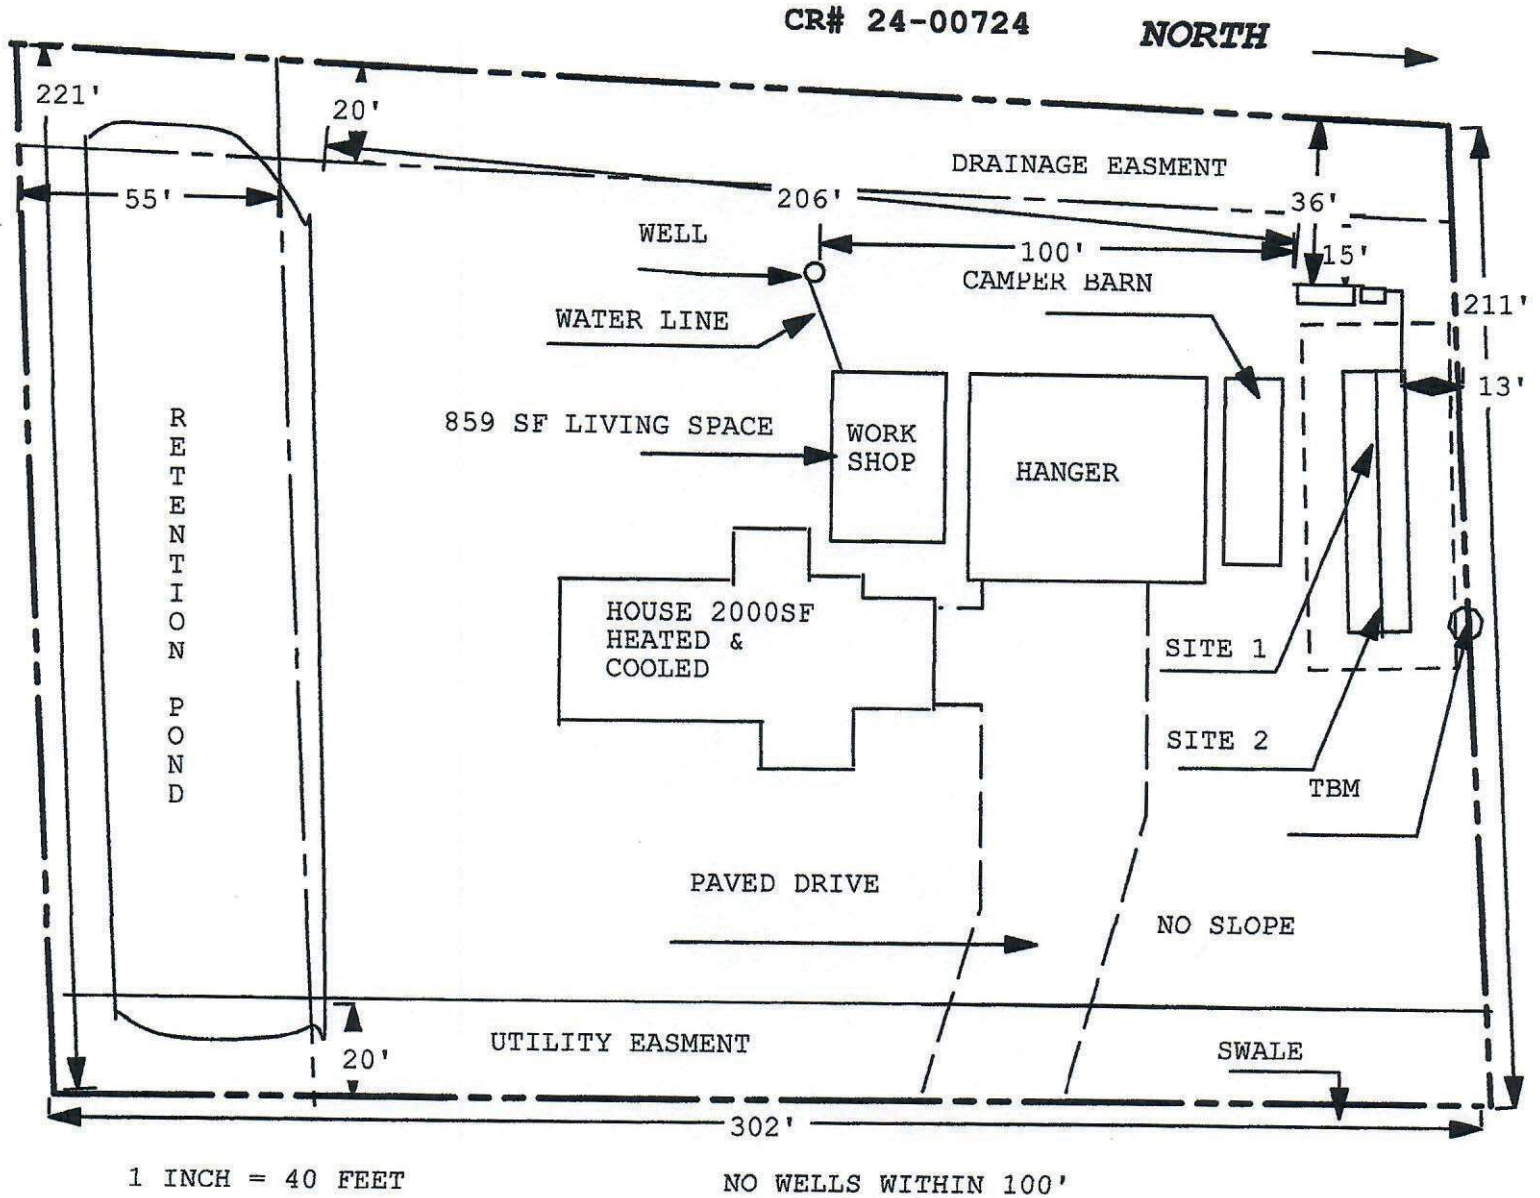 CR# 24-00724
NORTH
221'
20'
DRAINAGE EASMENT
55'
206'
36'
WELL
100'
15'
CAMPER BARN
211'
WATER LINE
13'
859 SF LIVING SPACE
WORK
SHOP
HANGER
RETENTION POND
HOUSE 2000SF
HEATED &
COOLED
SITE 1
SITE 2
TBM
PAVED DRIVE
NO SLOPE
UTILITY EASMENT
20'
SWALE
302'
1 INCH = 40 FEET
NO WELLS WITHIN 100'